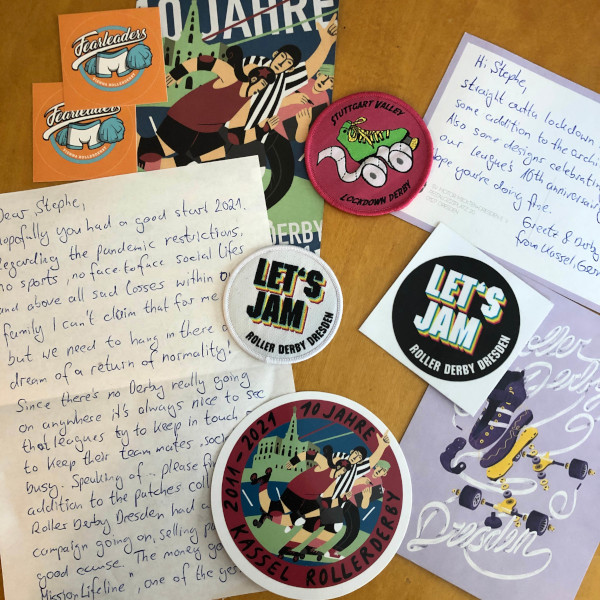 Fearleaders
Fearleaders
10 JAHRE
DERBY
STUTTGART VALLEY
LOCKDOWN DERBY
Hi Stephe,
straight outta lockdown
some addition to the
Also some designs celebrating
our league's 10th anniversary
hope you're doing fine.
Greetz & Derby
from Kassel,
Dear Stephe,
hopefully you had a good start 2021.
Regarding the pandemic restrictions,
no sports, no face-to-face social lifes
and above all sad losses within
family I can't claim that for me
but we need to hang in there
dream of a return of normality.
Since there's no Derby really going
on anywhere it's always nice to see
that leagues try to keep in touch
to keep their team mates
busy. Speaking of .. please
addition to the patches
Roller Derby Dresden had
campaign going on, selling
good cause. The money
Mission Lifeline", one of the
LET'S
JAM
ROLLER DERBY DRESDEN
LET'S
JAM
ROLLER DERBY DRESDEN
2011-2021 10 JAHRE
KASSEL ROLLERDERBY
Roller
Derby
Dresden